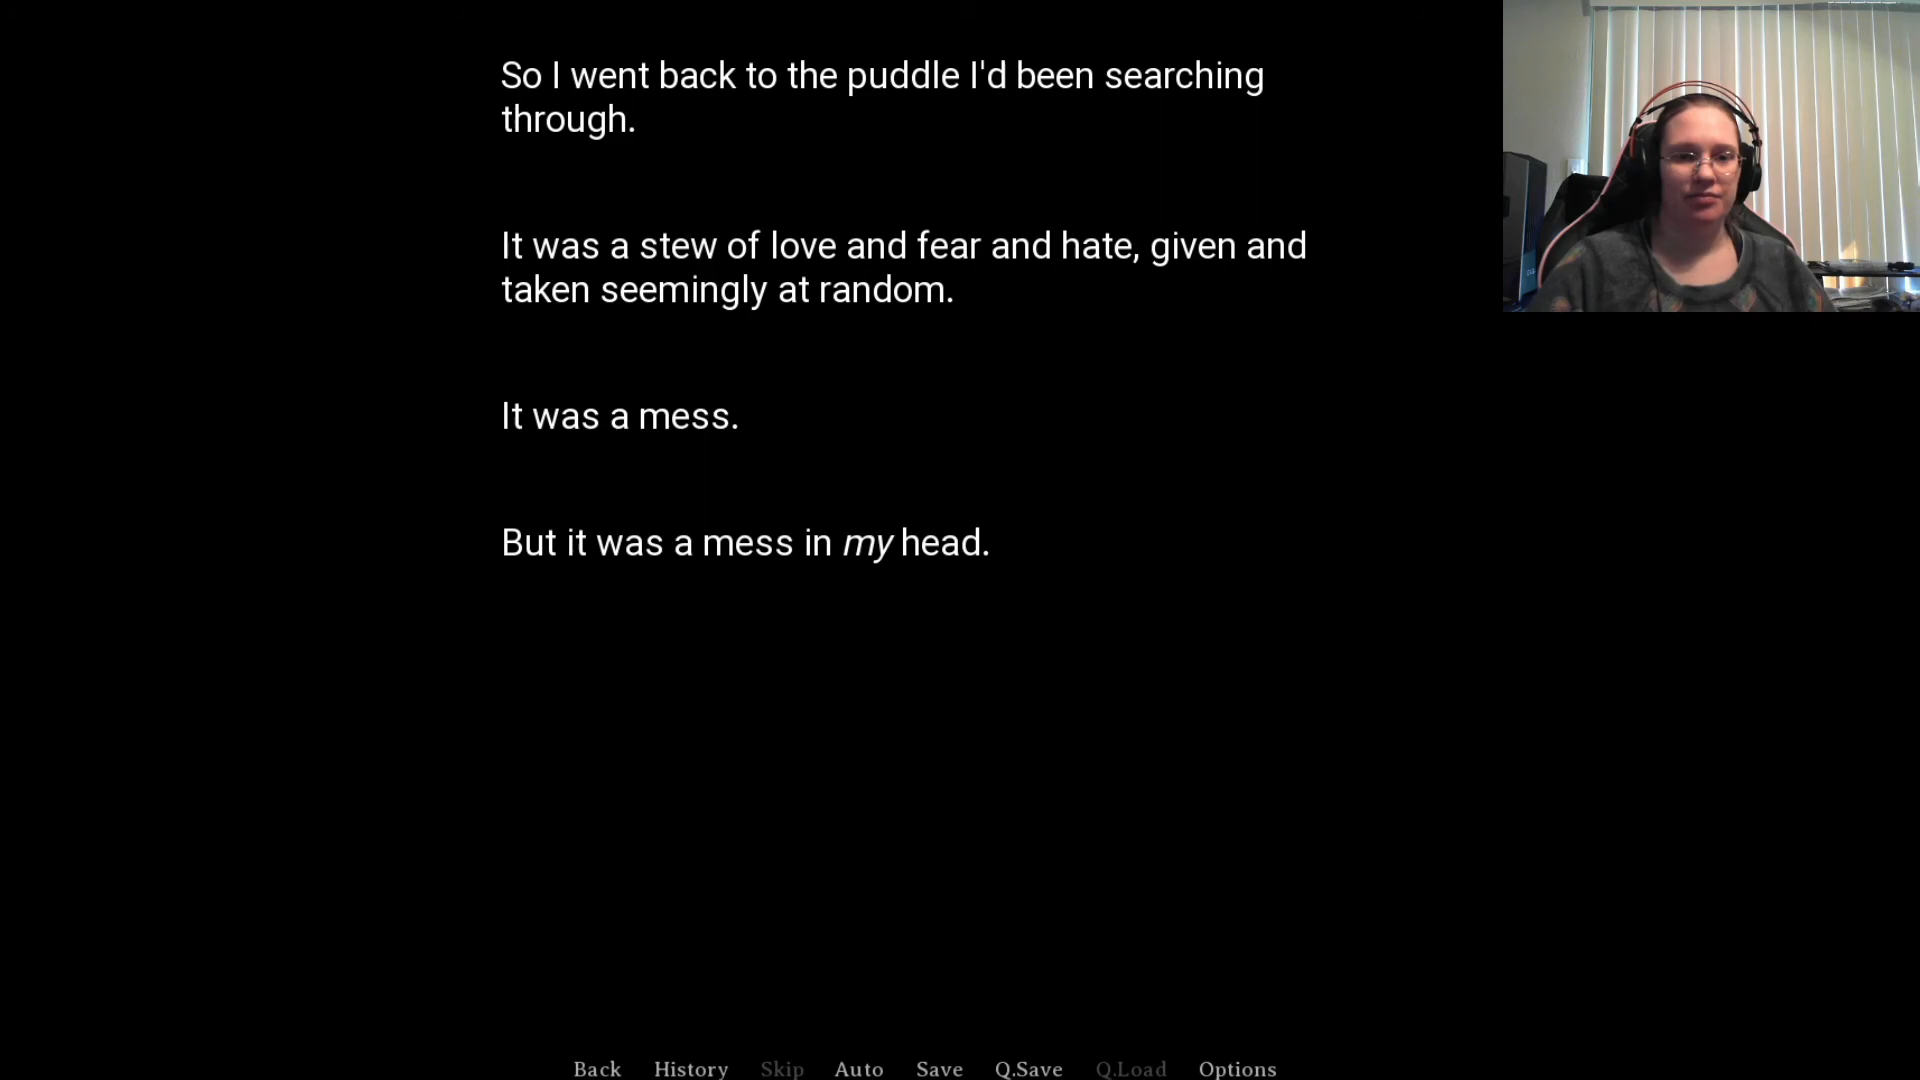 So I went back to the puddle I'd been searching
through.
It was a stew of love and fear and hate, given and
taken seemingly at random.
It was a mess.
But it was a mess in my head.
Back History Skip Auto Save Q.Save Q.Load Options